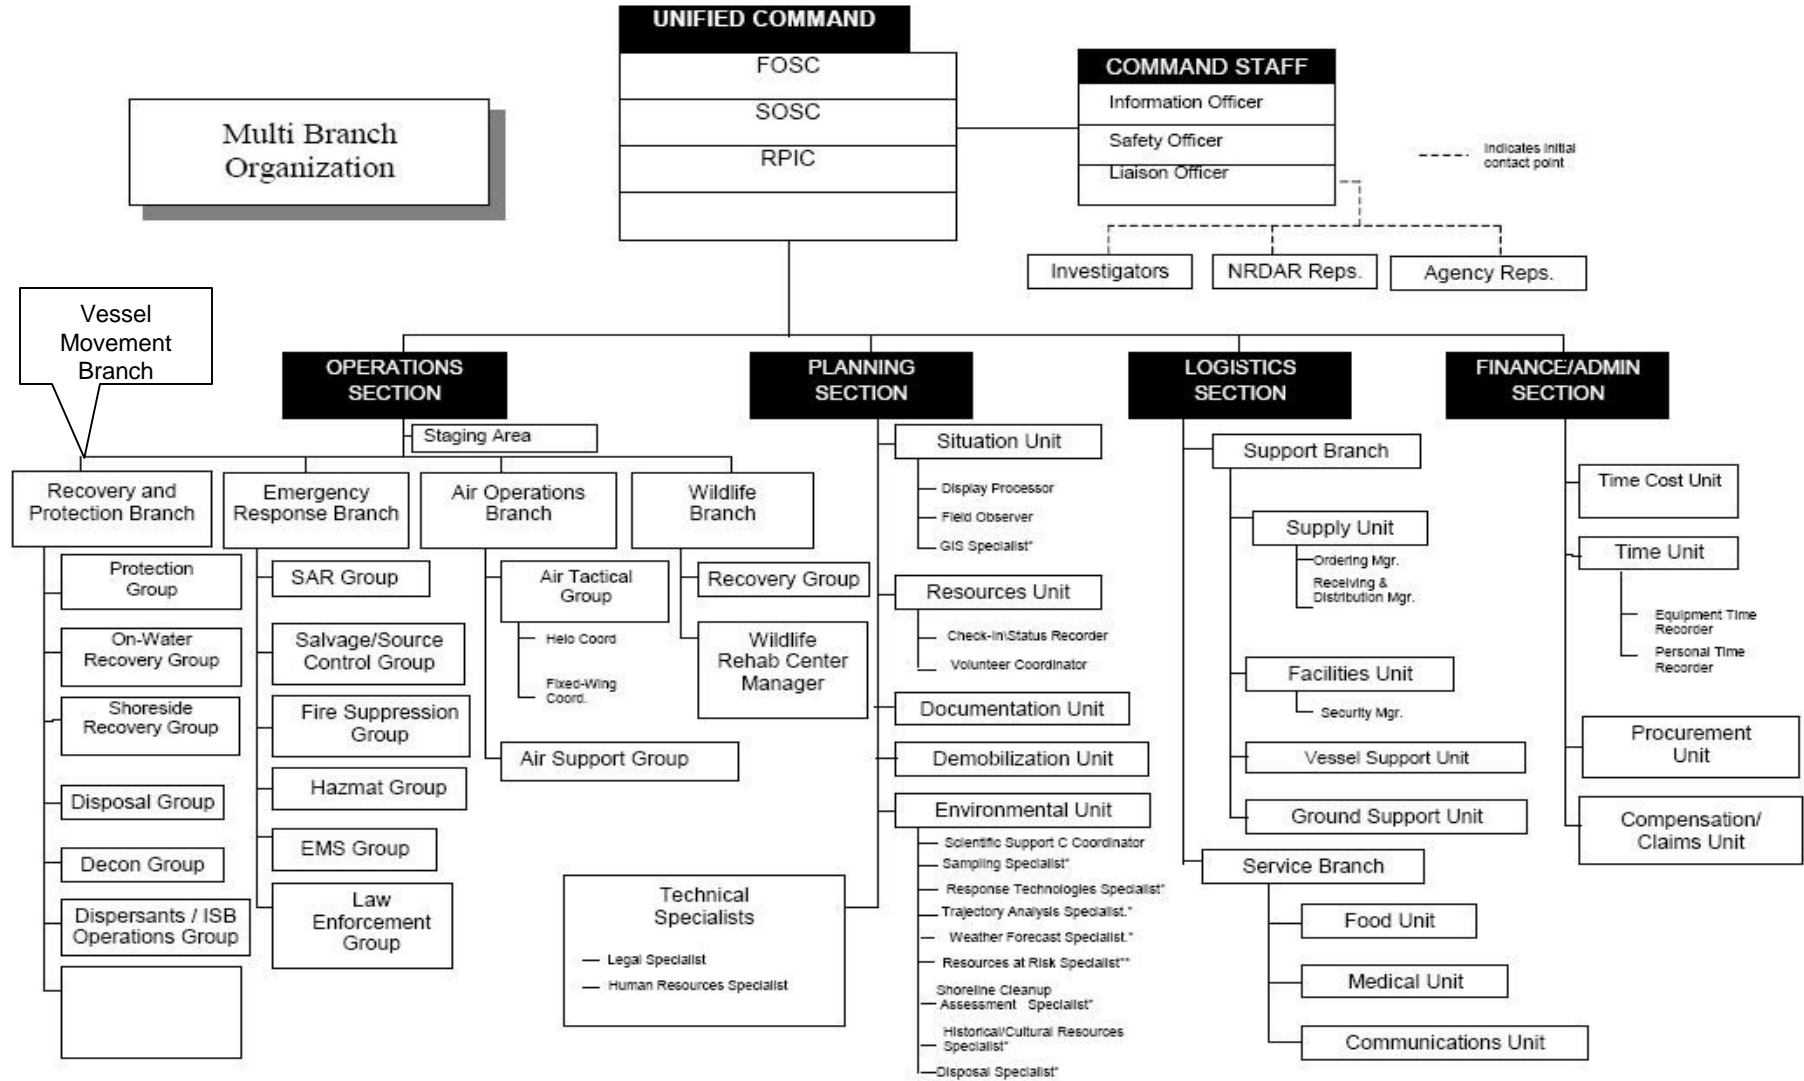 UNIFIED COMMAND
FOSC
SOSC
RPIC
COMMAND STAFF
Information Officer
Safety Officer
Liaison Officer
Multi Branch
Organization
Indicates initial
contact point
Investigators
NRDAR Reps.
Agency Reps.
Vessel
Movement
Branch
OPERATIONS
SECTION
PLANNING
SECTION
LOGISTICS
SECTION
FINANCE/ADMIN
SECTION
Staging Area
Recovery and
Protection Branch
Protection
Group
On-Water
Recovery Group
Shoreside
Recovery Group
Disposal Group
Decon Group
Dispersants / ISB
Operations Group
Emergency
Response Branch
SAR Group
Salvage/Source
Control Group
Fire Suppression
Group
Hazmat Group
EMS Group
Law
Enforcement
Group
Air Operations
Branch
Air Tactical
Group
Helo Coord
Fixed-Wing
Coord.
Air Support Group
Wildlife
Branch
Recovery Group
Wildlife
Rehab Center
Manager
Situation Unit
Display Processor
Field Observer
GIS Specialist*
Resources Unit
Check-in\Status Recorder
Volunteer Coordinator
Documentation Unit
Demobilization Unit
Environmental Unit
Scientific Support C Coordinator
Sampling Specialist*
Response Technologies Specialist*
Trajectory Analysis Specialist.*
Weather Forecast Specialist.*
Resources at Risk Specialist**
Shoreline Cleanup
Assessment Specialist*
Historical/Cultural Resources
Specialist*
Disposal Specialist*
Technical
Specialists
Legal Specialist
Human Resources Specialist
Support Branch
Supply Unit
Ordering Mgr.
Receiving &
Distribution Mgr.
Facilities Unit
Security Mgr.
Vessel Support Unit
Ground Support Unit
Service Branch
Food Unit
Medical Unit
Communications Unit
Time Cost Unit
Time Unit
Equipment Time
Recorder
Personal Time
Recorder
Procurement
Unit
Compensation/
Claims Unit